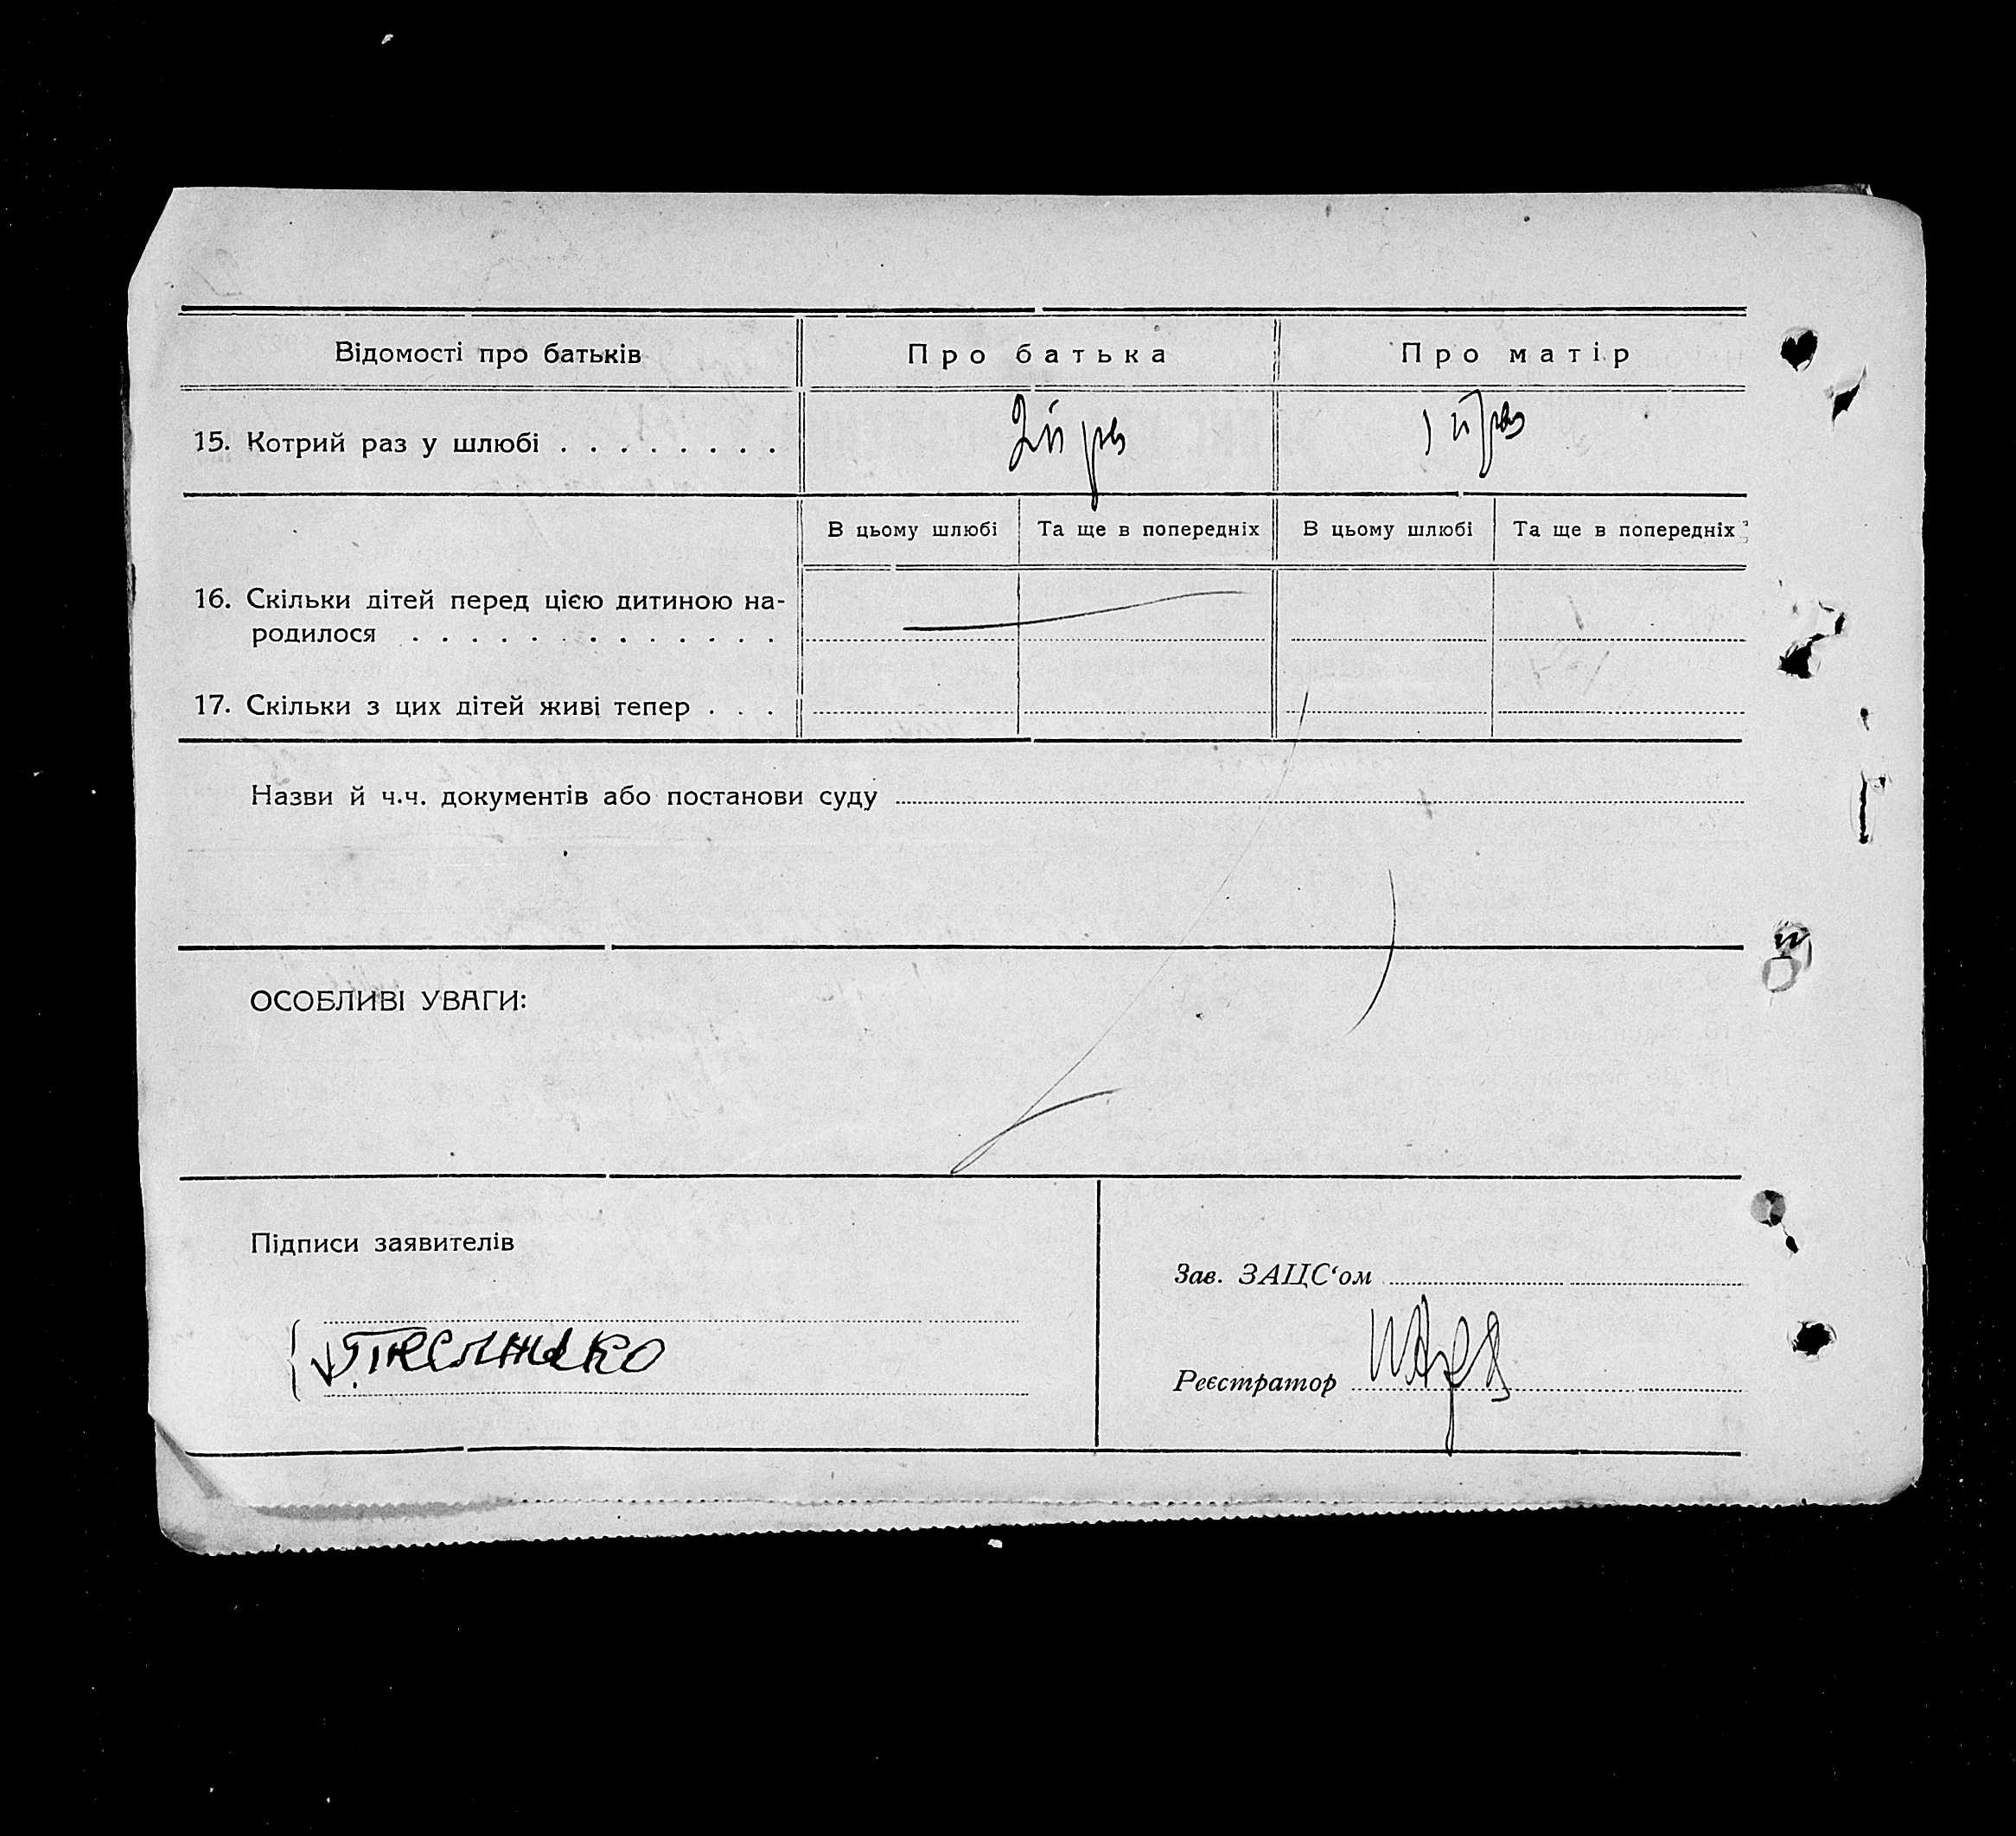 Відомості про батьків
Про батька
Про матір
15. Котрий раз у шлюбі . . . . . . . .
2й раз
1й раз
В цьому шлюбі
Та ще в попередніх
В цьому шлюбі
Та ще в попередніх
16. Скільки дітей перед цією дитиною на-
родилося . . . . . . . . . . . . .
17. Скільки з цих дітей живі тепер . . .
Назви й ч.ч. документів або постанови суду
ОСОБЛИВІ УВАГИ:
Підписи заявителів
Зав. ЗАЦС‘ом
Реєстратор